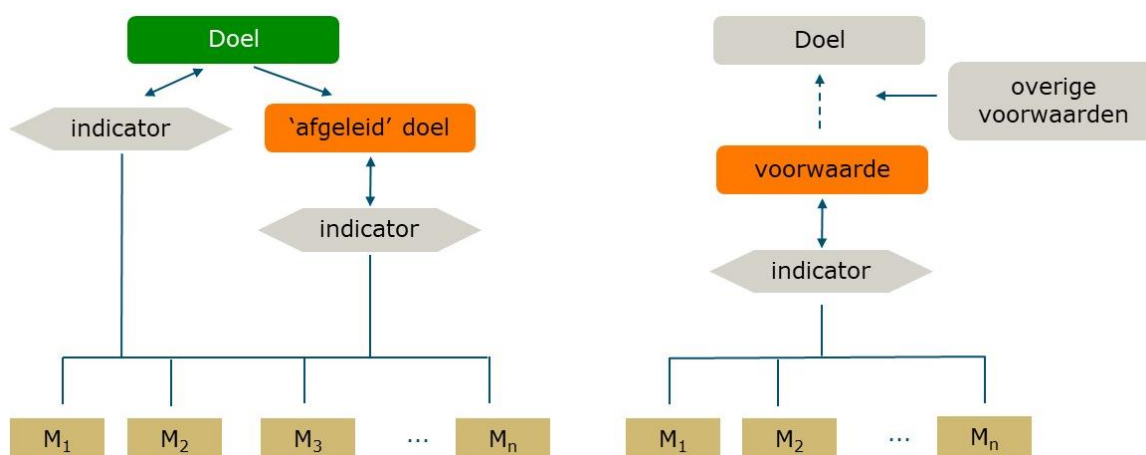 Doel
indicator
‘afgeleid’ doel
indicator
M1
M2
M3
...
Mn
Doel
overige
voorwaarden
voorwaarde
indicator
M1
M2
...
Mn